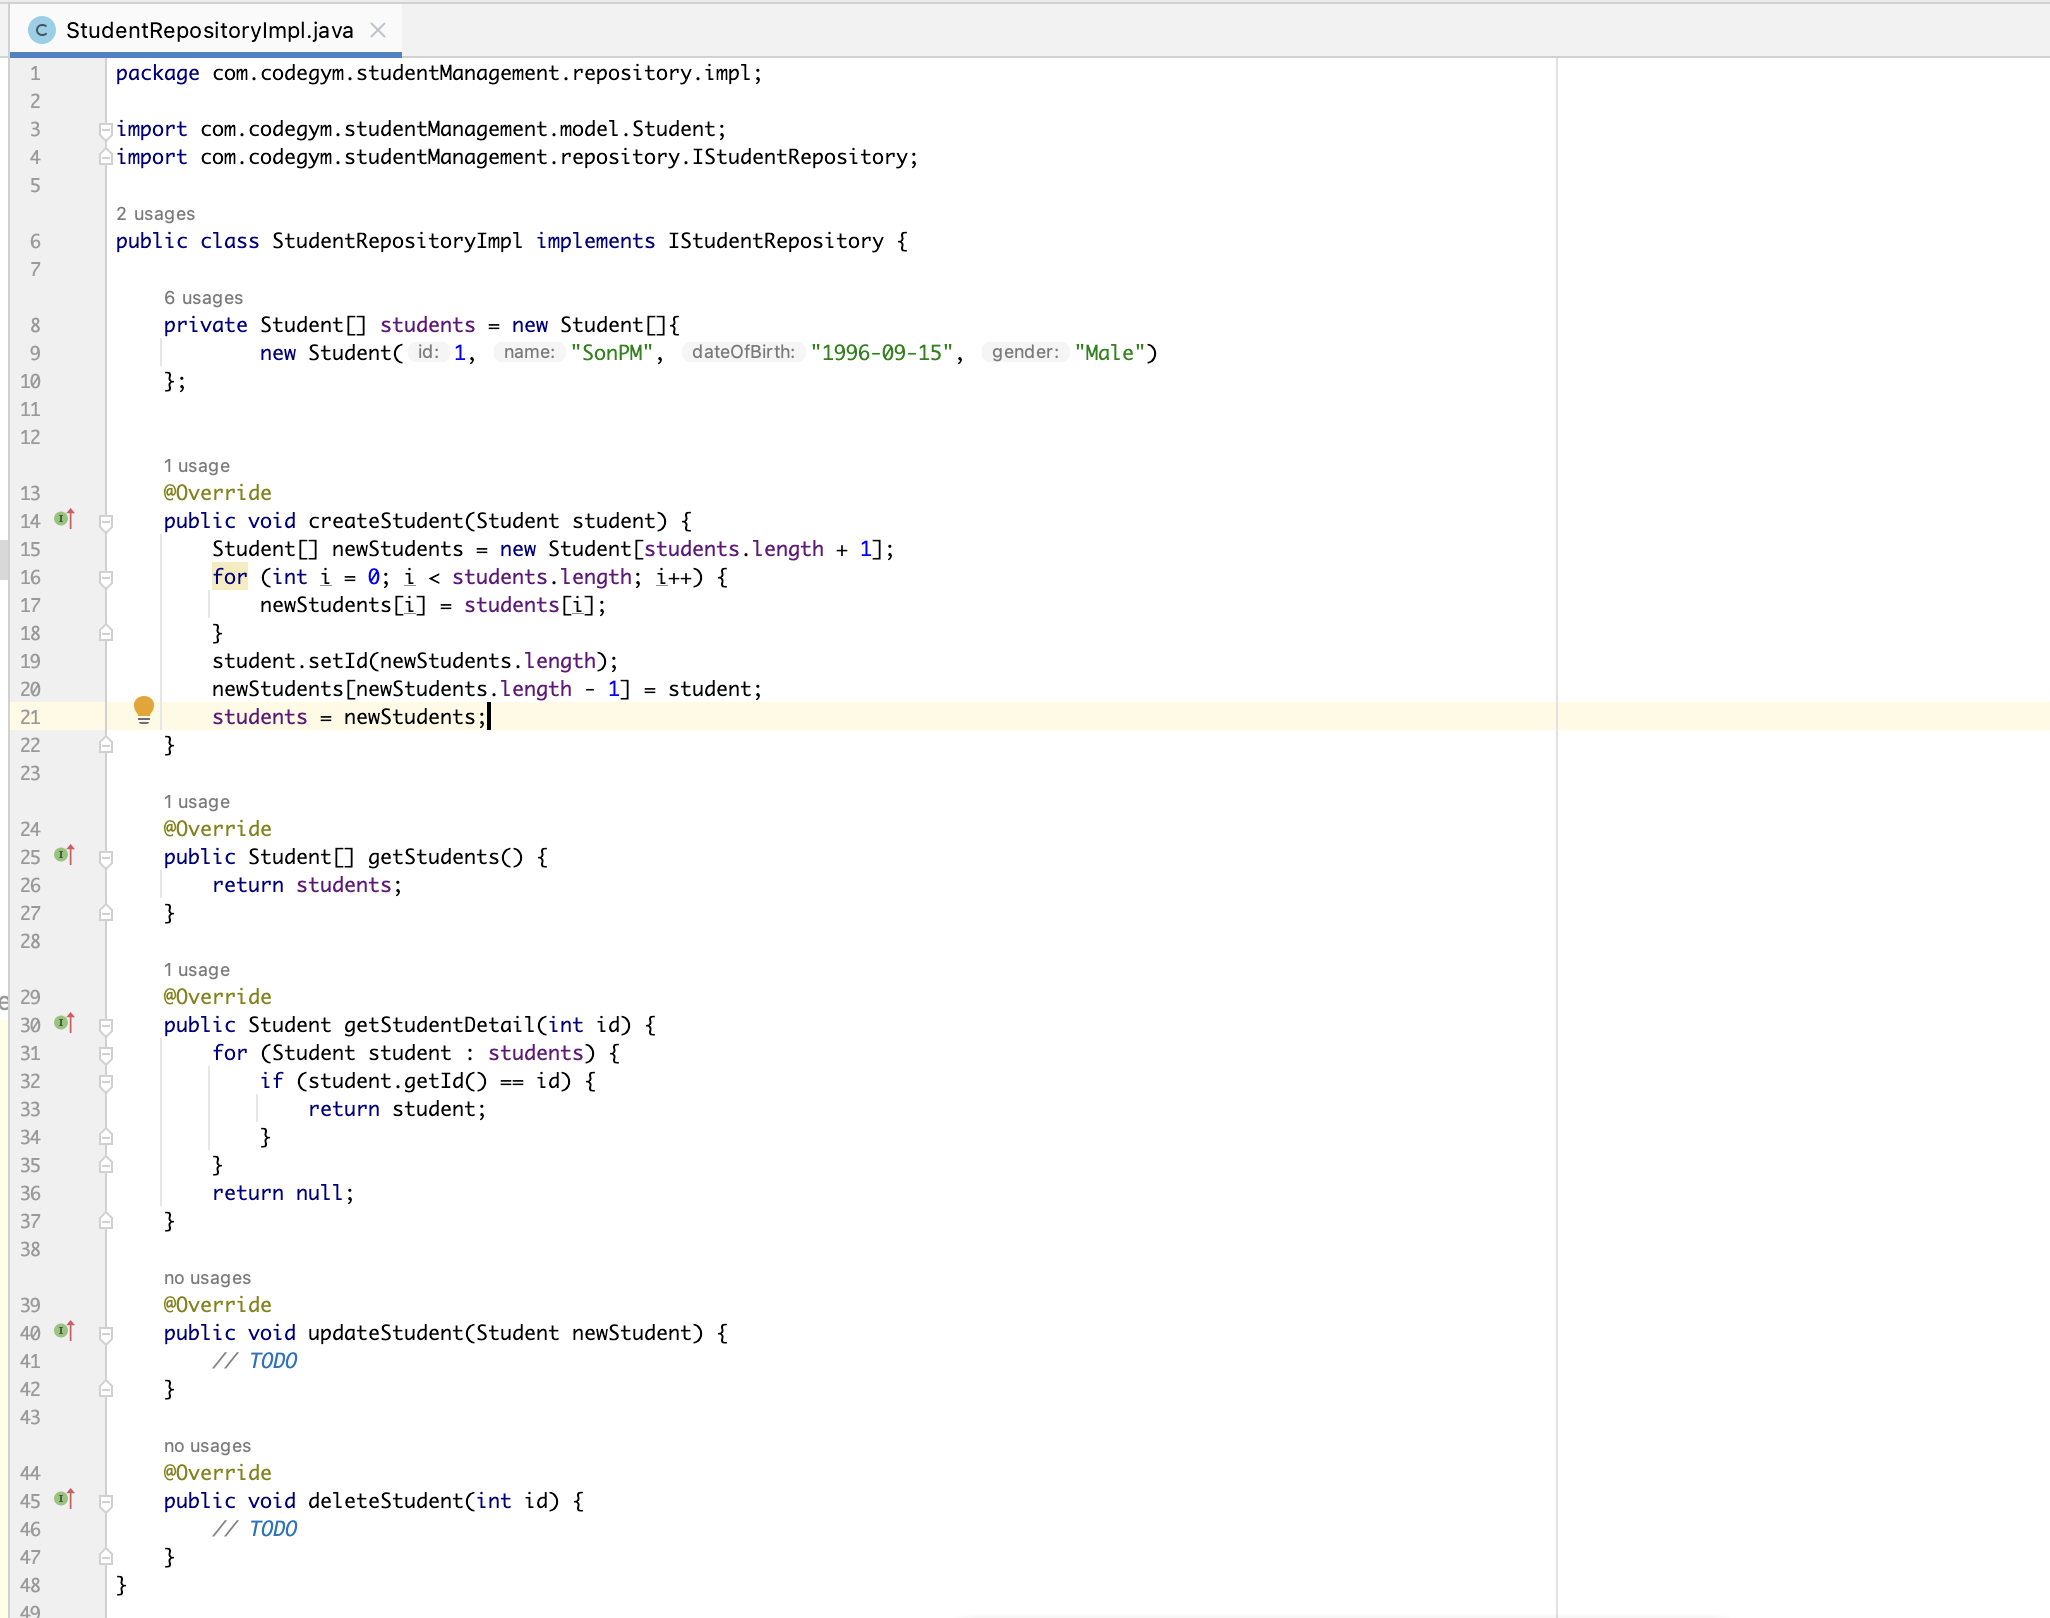 StudentRepositoryImpl.java
1 package com.codegym.studentManagement.repository.impl;
2
3 import com.codegym.studentManagement.model.Student;
4 import com.codegym.studentManagement.repository.IStudentRepository;
5
2 usages
6 public class StudentRepositoryImpl implements IStudentRepository {
7
6 usages
8 private Student[] students = new Student[]{
9 new Student( id: 1, name: "SonPM", dateOfBirth: "1996-09-15", gender: "Male")
10 };
11
12
1 usage
13 @Override
14 public void createStudent(Student student) {
15 Student[] newStudents = new Student[students.length + 1];
16 for (int i = 0; i < students.length; i++) {
17 newStudents[i] = students[i];
18 }
19 student.setId(newStudents.length);
20 newStudents[newStudents.length - 1] = student;
21 students = newStudents;
22 }
23
1 usage
24 @Override
25 public Student[] getStudents() {
26 return students;
27 }
28
1 usage
29 @Override
30 public Student getStudentDetail(int id) {
31 for (Student student : students) {
32 if (student.getId() == id) {
33 return student;
34 }
35 }
36 return null;
37 }
38
no usages
39 @Override
40 public void updateStudent(Student newStudent) {
41 // TODO
42 }
43
no usages
44 @Override
45 public void deleteStudent(int id) {
46 // TODO
47 }
48 }
49